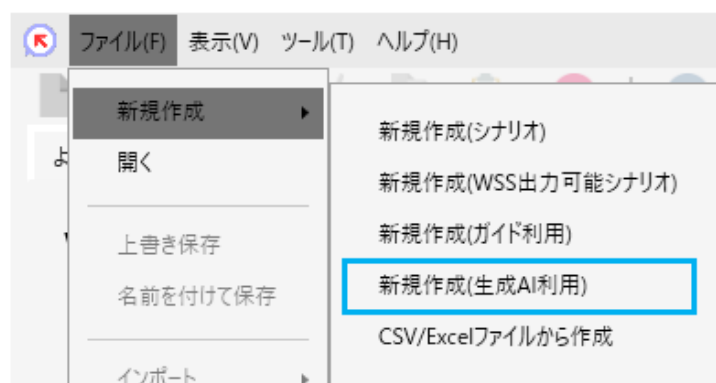 ファイル(F) 表示(V) ツール(T) ヘルプ(H)
新規作成
開く
上書き保存
名前を付けて保存
インポート
新規作成(シナリオ)
新規作成(WSS出力可能シナリオ)
新規作成(ガイド利用)
新規作成(生成AI利用)
CSV/Excelファイルから作成
よ